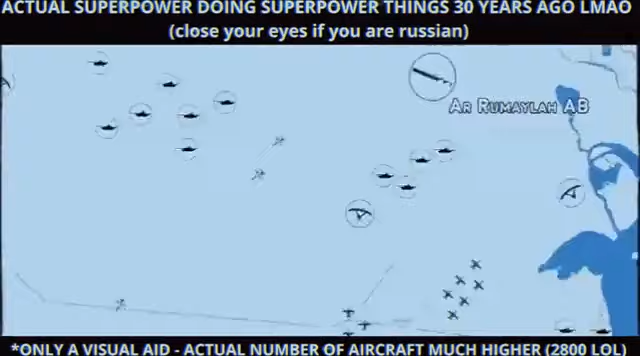 ACTUAL SUPERPOWER DOING SUPERPOWER THINGS 30 YEARS AGO LMAO
(close your eyes if you are russian)
Ar Rumaylah AB
*ONLY A VISUAL AID - ACTUAL NUMBER OF AIRCRAFT MUCH HIGHER (2800 LOL)